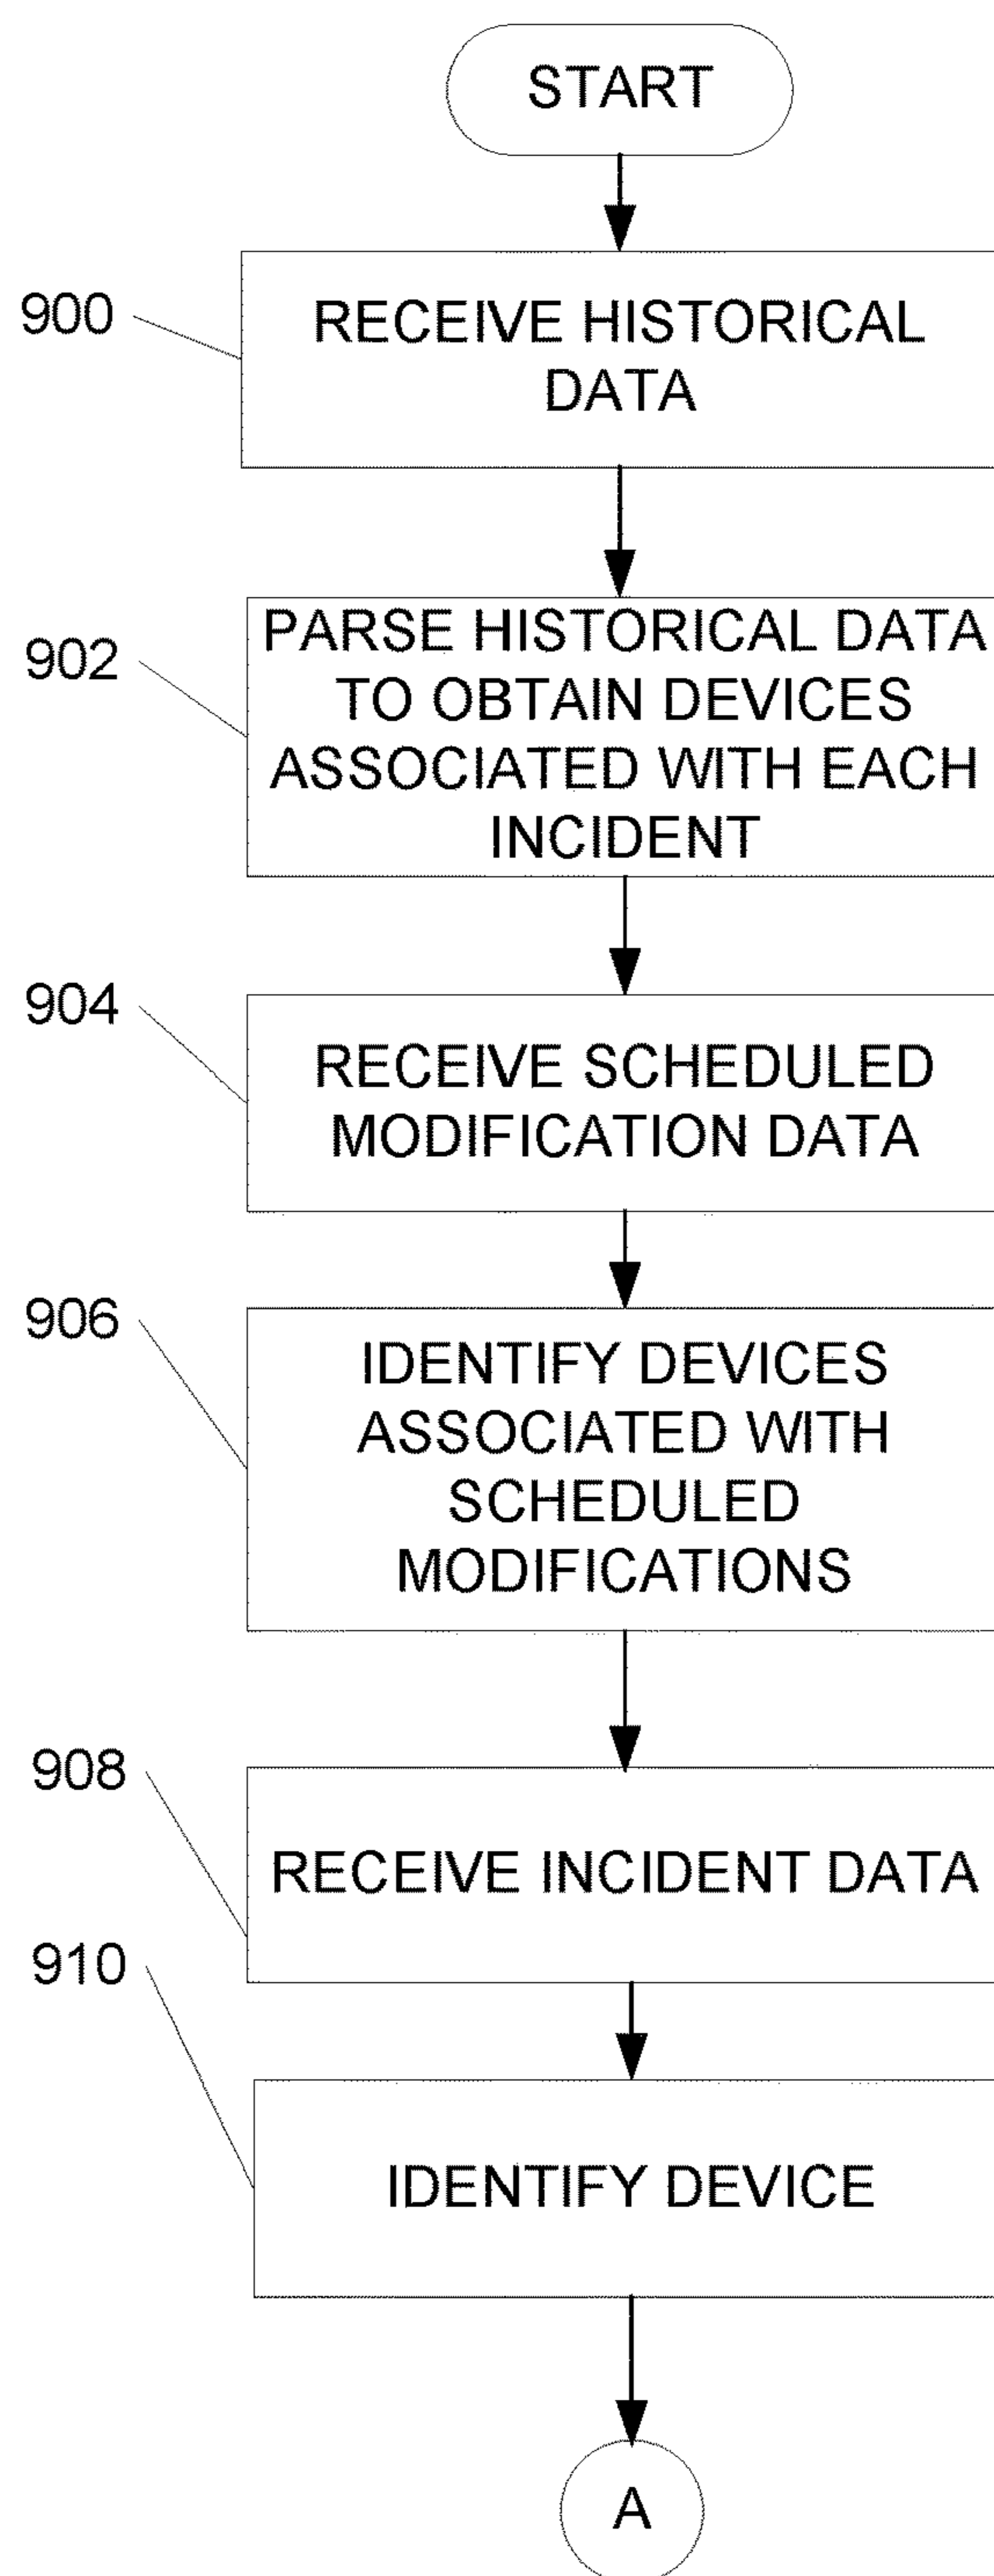 START
900
RECEIVE HISTORICAL
DATA
902
PARSE HISTORICAL DATA
TO OBTAIN DEVICES
ASSOCIATED WITH EACH
INCIDENT
904
RECEIVE SCHEDULED
MODIFICATION DATA
906
IDENTIFY DEVICES
ASSOCIATED WITH
SCHEDULED
MODIFICATIONS
908
RECEIVE INCIDENT DATA
910
IDENTIFY DEVICE
A